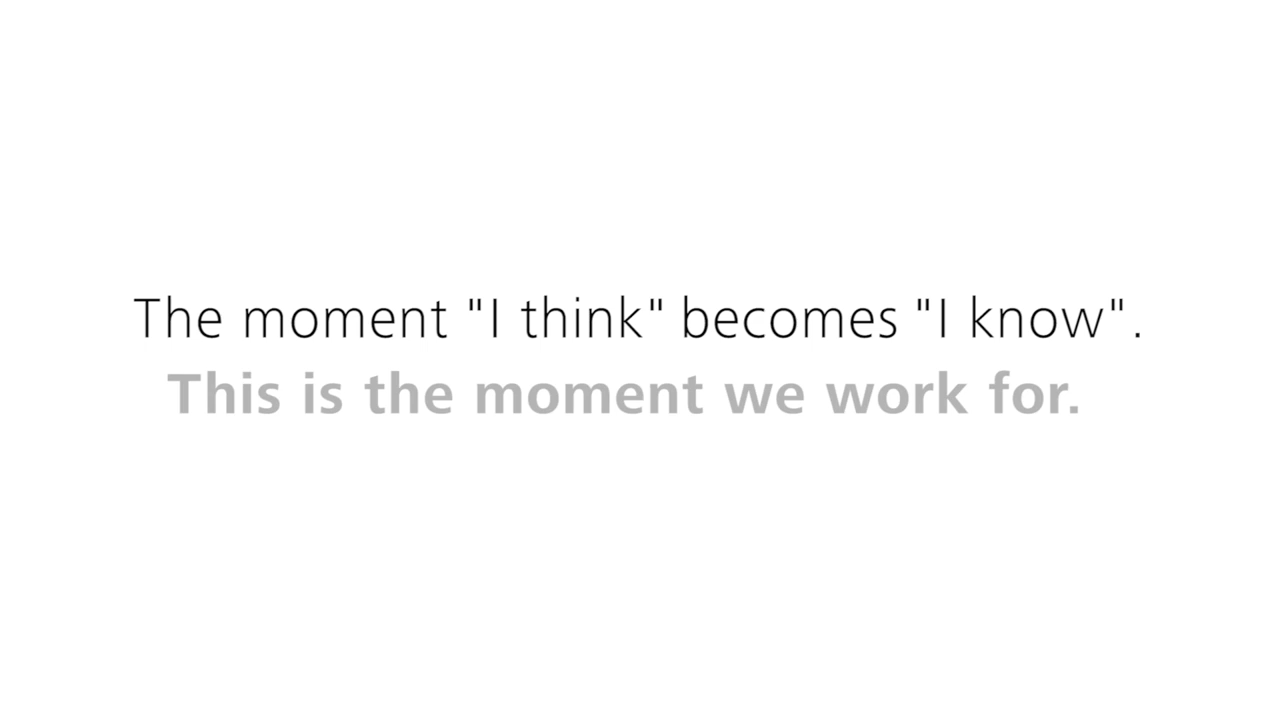 The moment "I think" becomes "I know".
This is the moment we work for.